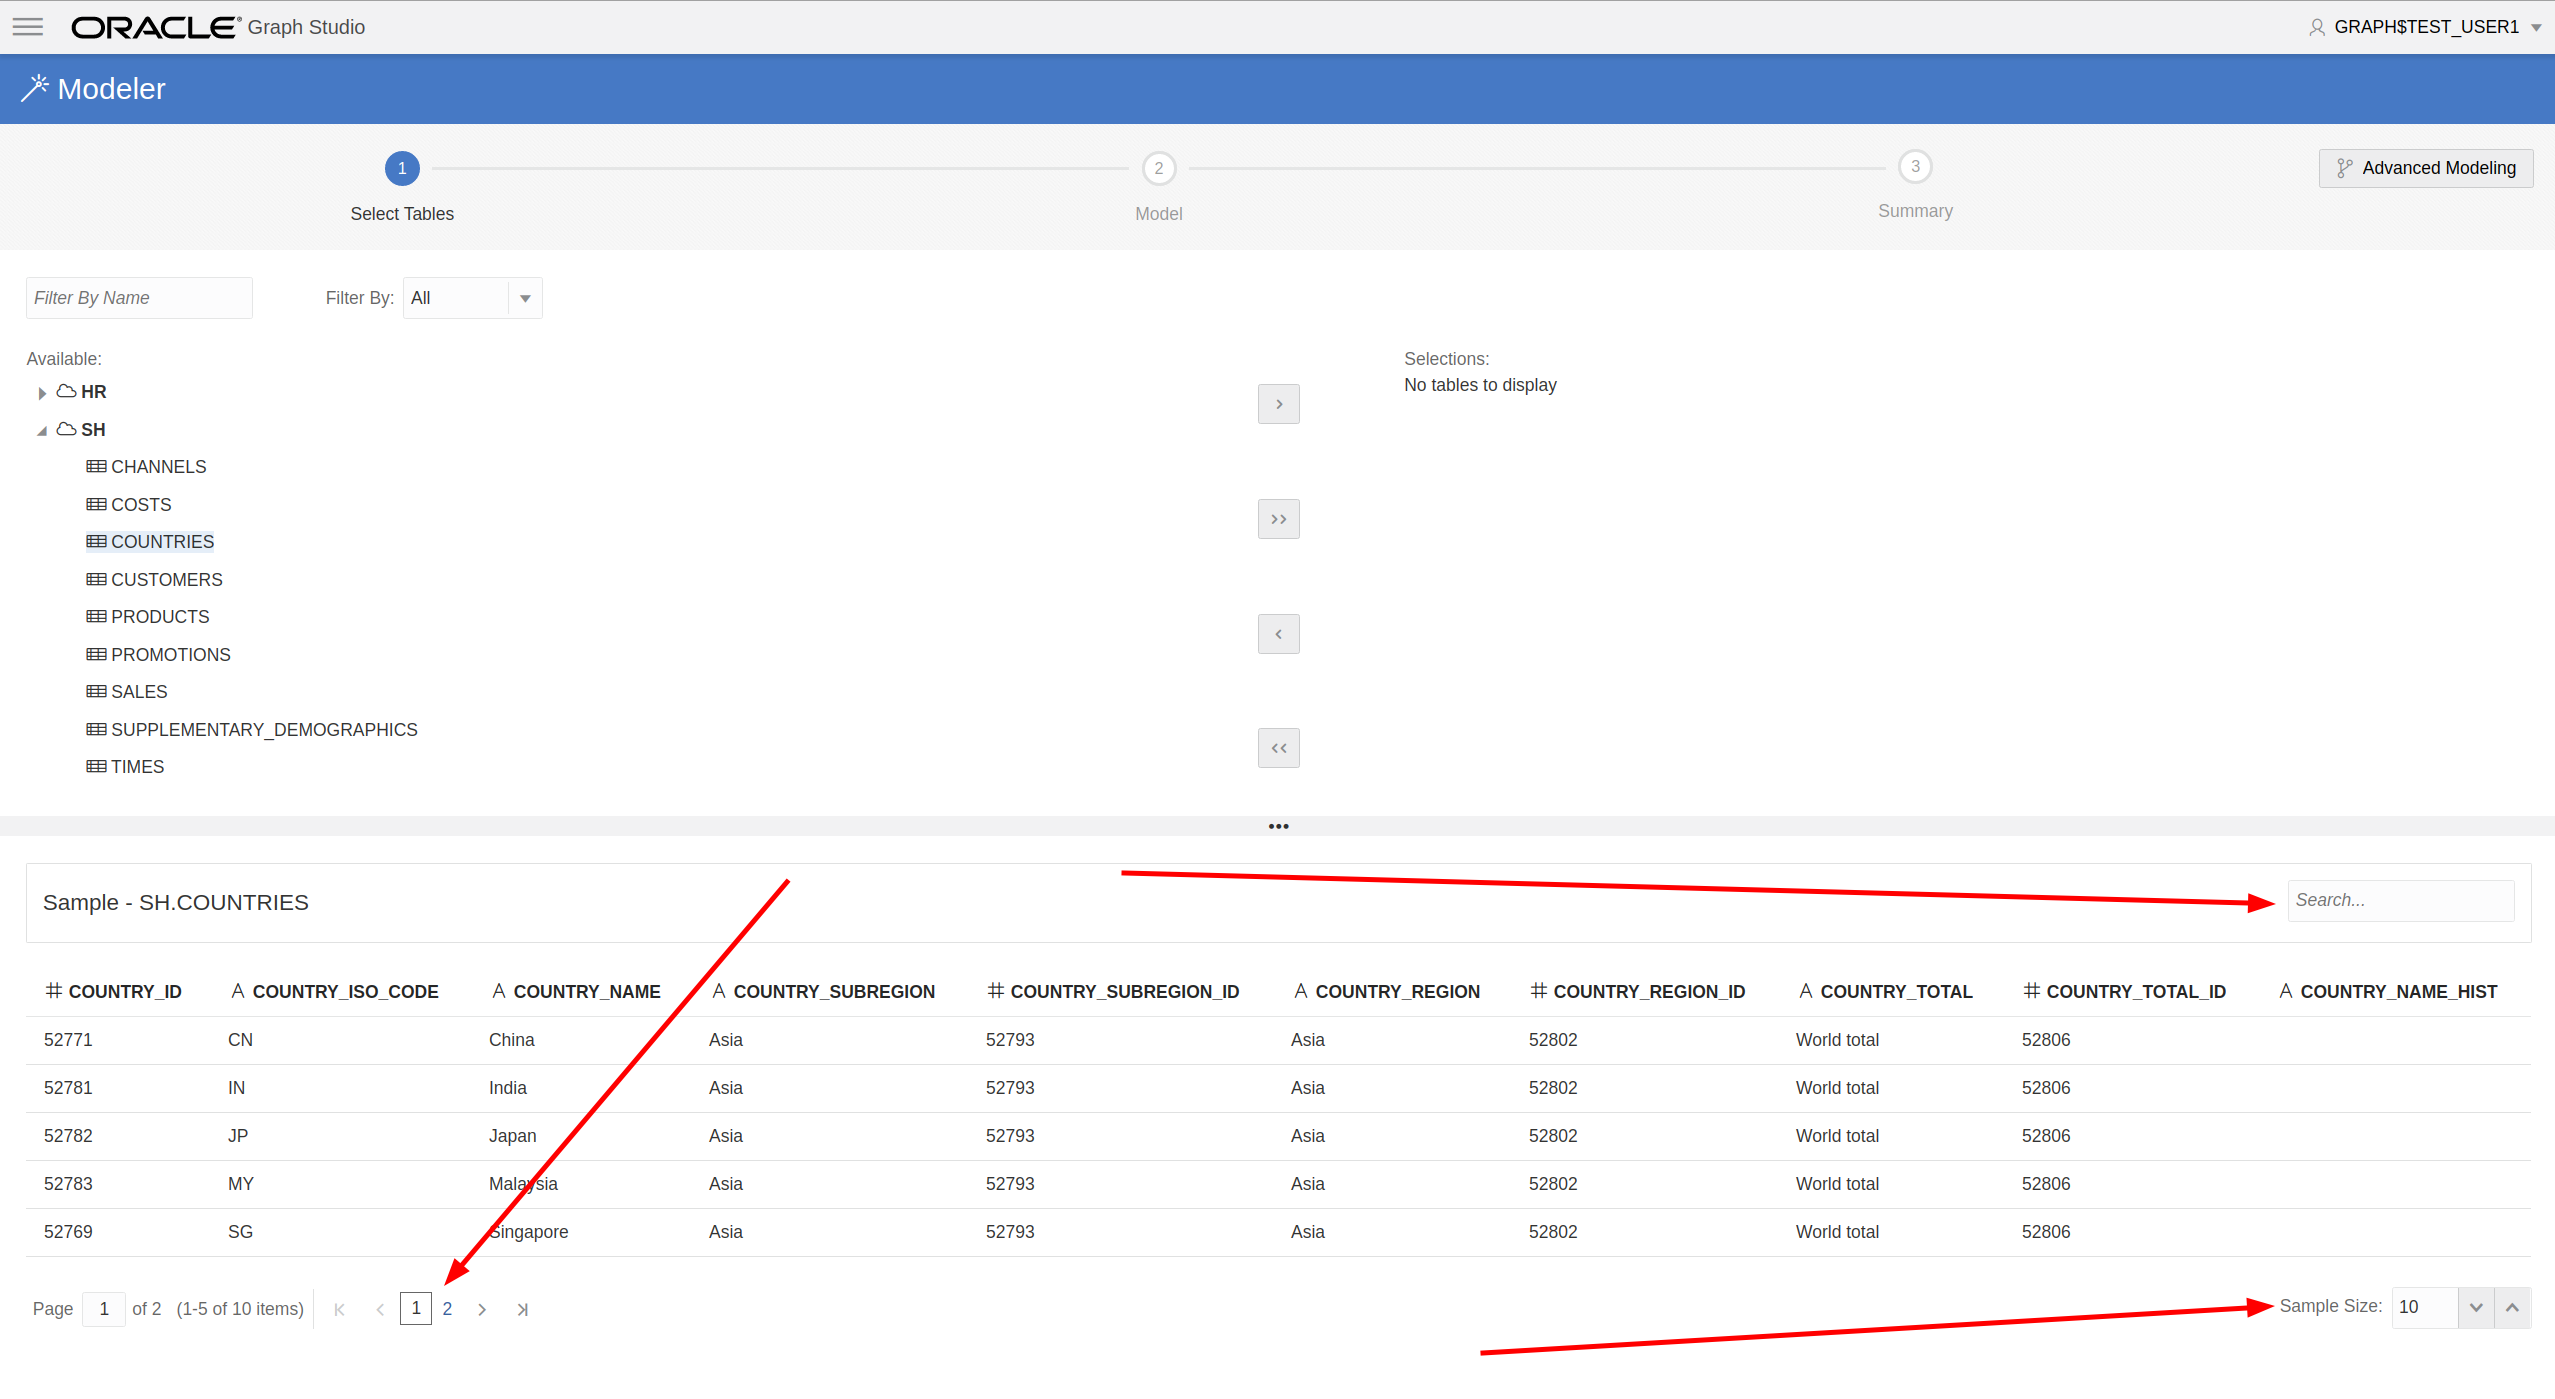 ORACLE® Graph Studio GRAPH$TEST_USER1
Modeler
1 2 3 Advanced Modeling
Select Tables Model Summary
Filter By Name Filter By: All
Available: Selections:
HR No tables to display
SH
CHANNELS
COSTS
COUNTRIES
CUSTOMERS
PRODUCTS
PROMOTIONS
SALES
SUPPLEMENTARY_DEMOGRAPHICS
TIMES
Sample - SH.COUNTRIES Search...
# COUNTRY_ID A COUNTRY_ISO_CODE A COUNTRY_NAME A COUNTRY_SUBREGION # COUNTRY_SUBREGION_ID A COUNTRY_REGION # COUNTRY_REGION_ID A COUNTRY_TOTAL # COUNTRY_TOTAL_ID A COUNTRY_NAME_HIST
52771 CN China Asia 52793 Asia 52802 World total 52806
52781 IN India Asia 52793 Asia 52802 World total 52806
52782 JP Japan Asia 52793 Asia 52802 World total 52806
52783 MY Malaysia Asia 52793 Asia 52802 World total 52806
52769 SG Singapore Asia 52793 Asia 52802 World total 52806
Page 1 of 2 (1-5 of 10 items) 1 2 Sample Size: 10